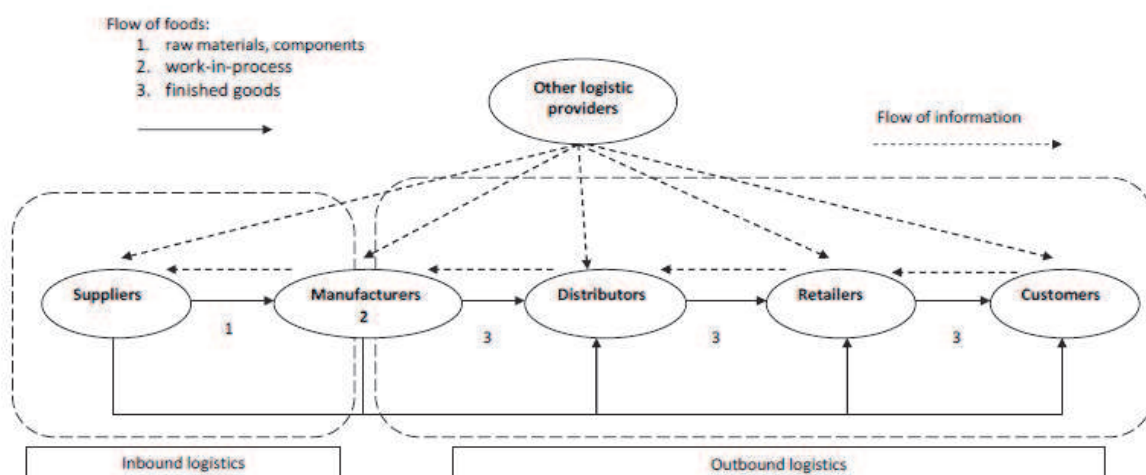 Flow of foods:
1. raw materials, components
2. work-in-process
3. finished goods
Other logistic
providers
Flow of information
Suppliers
Manufacturers
2
Distributors
Retailers
Customers
1
3
3
3
Inbound logistics
Outbound logistics